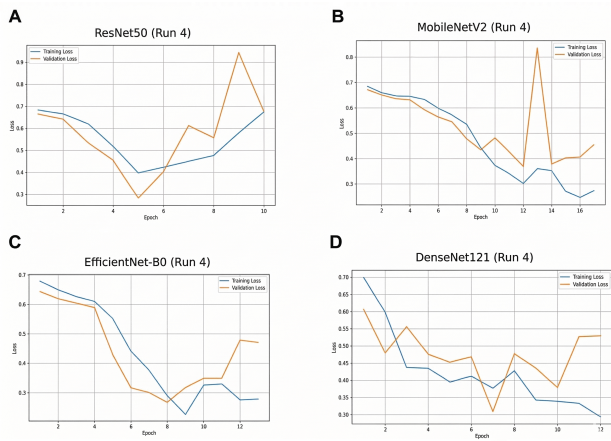 A
ResNet50 (Run 4)
Training Loss
Validation Loss
0.9
0.8
0.7
0.6
0.5
0.4
0.3
Loss
2
4
6
8
10
Epoch
B
MobileNetV2 (Run 4)
Training Loss
Validation Loss
0.8
0.7
0.6
0.5
0.4
0.3
Loss
2
4
6
8
10
12
14
16
Epoch
C
EfficientNet-B0 (Run 4)
Training Loss
Validation Loss
0.7
0.6
0.5
0.4
0.3
Loss
2
4
6
8
10
12
Epoch
D
DenseNet121 (Run 4)
Training Loss
Validation Loss
0.70
0.65
0.60
0.55
0.50
0.45
0.40
0.35
0.30
Loss
2
4
6
8
10
12
Epoch